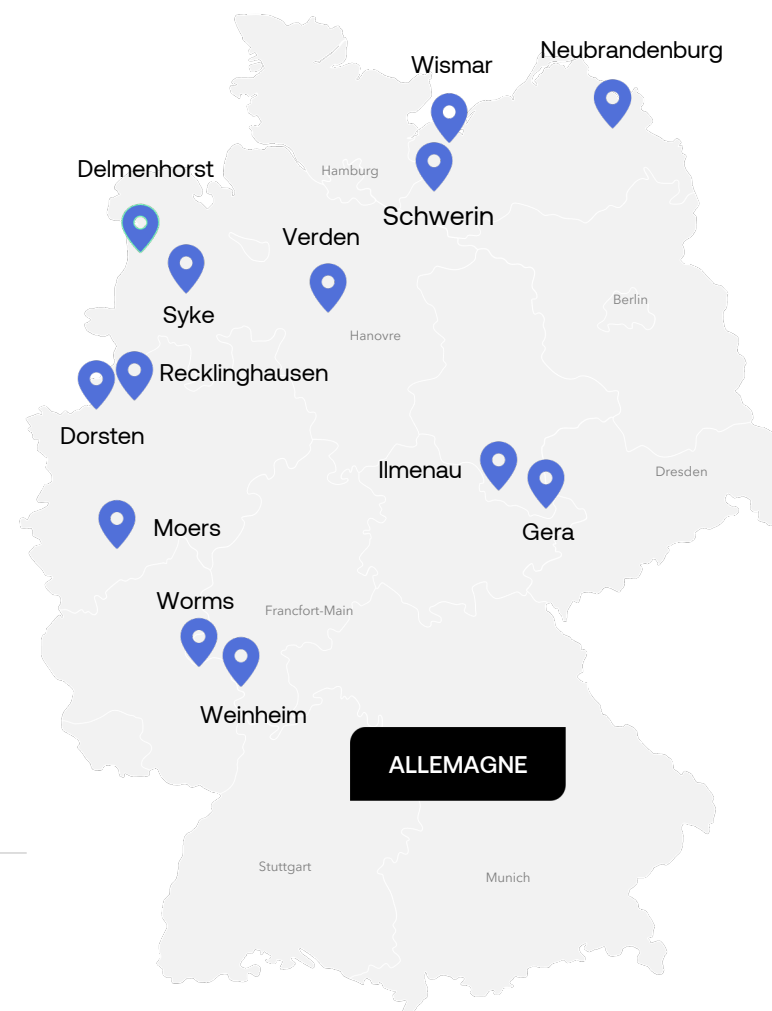 Neubrandenburg
Wismar
Delmenhorst
Hamburg
Schwerin
Verden
Berlin
Syke
Hanovre
Recklinghausen
Dorsten
Ilmenau
Dresden
Moers
Gera
Worms
Francfort-Main
Weinheim
ALLEMAGNE
Stuttgart
Munich